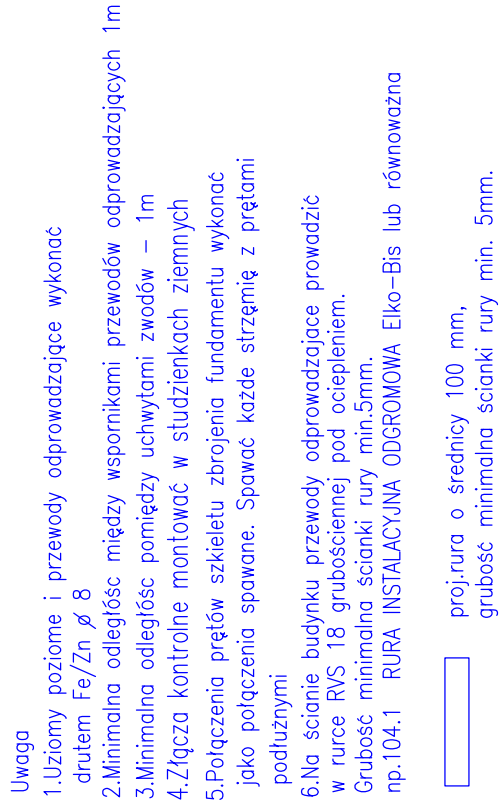 Uwaga
1.Uziomy poziome i przewody odprowadzające wykonać
drutem Fe/Zn ø 8
2.Minimalna odległośc między wspornikami przewodów odprowadzających 1m
3.Minimalna odległośc pomiędzy uchwytami zwodów – 1m
4.Złącza kontrolne montować w studzienkach ziemnych
5.Połączenia prętów szkieletu zbrojenia fundamentu wykonać
jako połączenia spawane. Spawać każde strzęmię z prętami
podłużnymi
6.Na ścianie budynku przewody odprowadzajace prowadzić
w rurce RVS 18 grubościennej pod ociepleniem.
Grubość minimalna ścianki rury min.5mm.
np.104.1 RURA INSTALACYJNA ODGROMOWA Elko–Bis lub równoważna
proj.rura o średnicy 100 mm,
grubość minimalna ścianki rury min. 5mm.